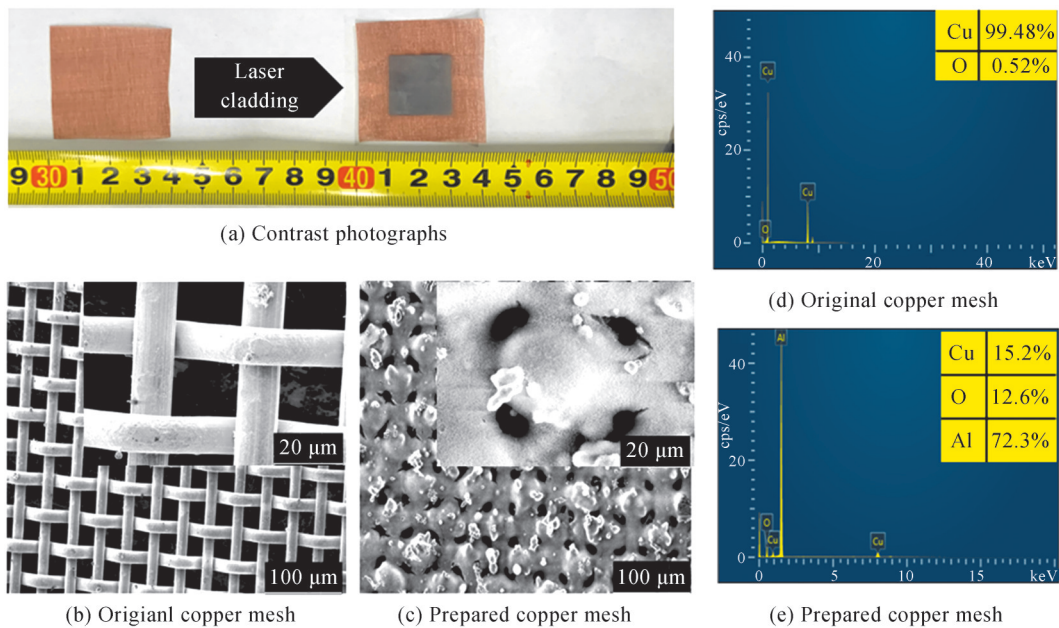 Laser
cladding
9 30 1 2 3 4 5 6 7 8 9 40 1 2 3 4 5 6 7 8 9 50
(a) Contrast photographs
20 μm
100 μm
(b) Origianl copper mesh
20 μm
100 μm
(c) Prepared copper mesh
Cu 99.48%
O 0.52%
cps/eV
40
20
0
Cu
O
Cu
0 20 40 keV
(d) Original copper mesh
Cu 15.2%
O 12.6%
Al 72.3%
cps/eV
40
20
0
Al
O
Cu
Cu
0 5 10 15 keV
(e) Prepared copper mesh